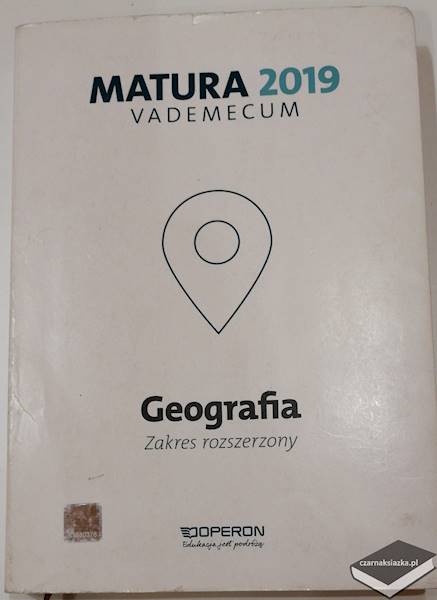 MATURA 2019
VADEMECUM
Geografia
Zakres rozszerzony
OPERON
Edukacja jest podróżą
czarnaksiazka.pl